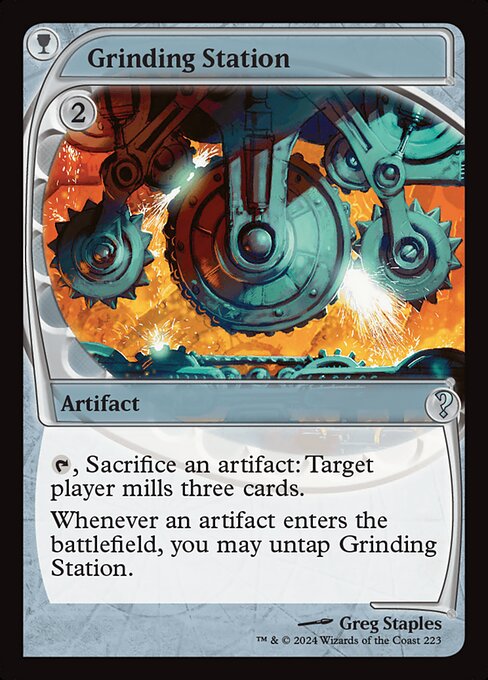 Grinding Station
2
Artifact
, Sacrifice an artifact: Target
player mills three cards.
Whenever an artifact enters the
battlefield, you may untap Grinding
Station.
Greg Staples
™ & © 2024 Wizards of the Coast 223